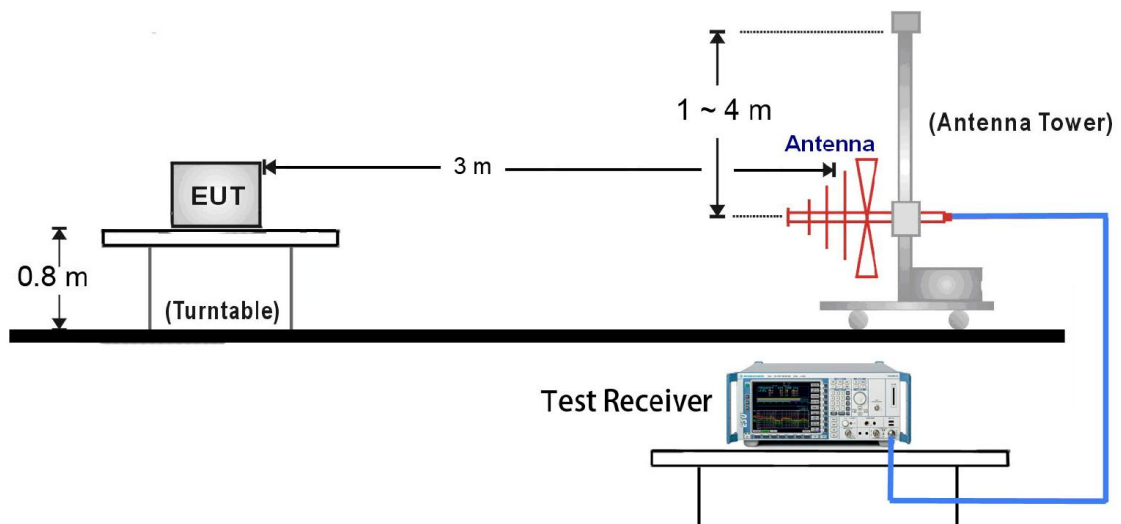 1 ~ 4 m
(Antenna Tower)
Antenna
3 m
EUT
0.8 m
(Turntable)
Test Receiver